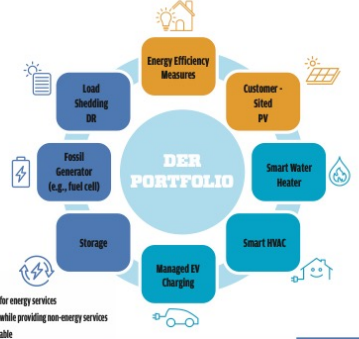 Energy Efficiency
Measures
Load
Shedding
DR
Customer -
Sited
PV
Fossil
Generator
(e.g., fuel cell)
DER
PORTFOLIO
Smart Water
Heater
Storage
Smart HVAC
Managed EV
Charging
for energy services
while providing non-energy services
able